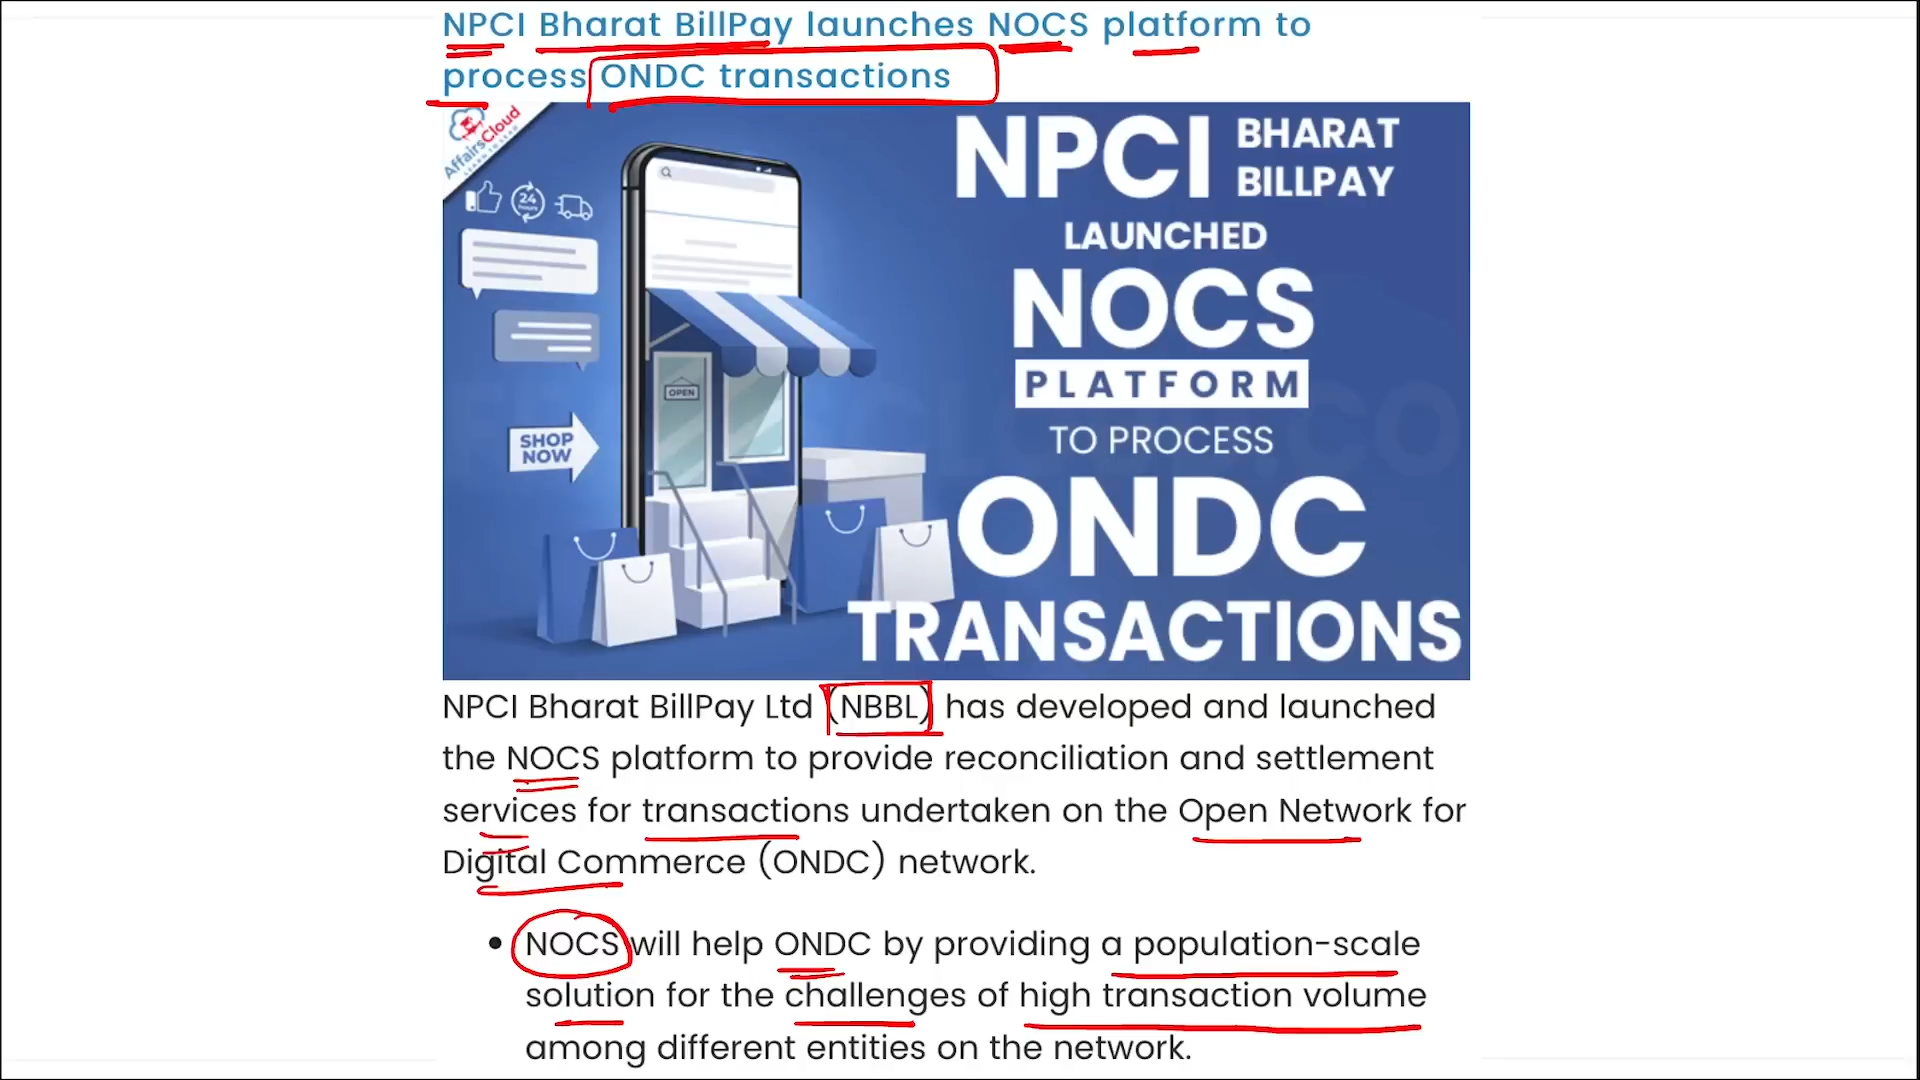 NPCI Bharat BillPay launches NOCS platform to
process ONDC transactions
AffairsCloud
LEARN TO LEAD
24
hours
SHOP
NOW
OPEN
NPCI BHARAT
BILLPAY
LAUNCHED
NOCS
PLATFORM
TO PROCESS
ONDC
TRANSACTIONS
NPCI Bharat BillPay Ltd (NBBL) has developed and launched
the NOCS platform to provide reconciliation and settlement
services for transactions undertaken on the Open Network for
Digital Commerce (ONDC) network.
• NOCS will help ONDC by providing a population-scale
solution for the challenges of high transaction volume
among different entities on the network.